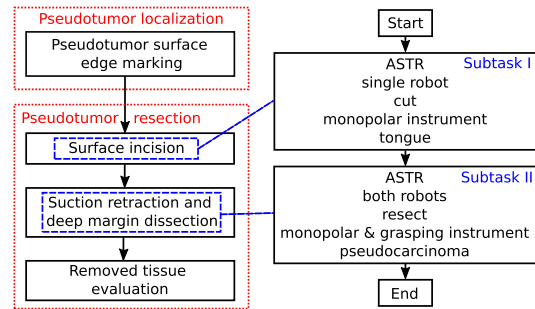 Pseudotumor localization
Pseudotumor surface
edge marking
Pseudotumor resection
Surface incision
Suction retraction and
deep margin dissection
Removed tissue
evaluation
Start
ASTR Subtask I
single robot
cut
monopolar instrument
tongue
ASTR Subtask II
both robots
resect
monopolar & grasping instrument
pseudocarcinoma
End